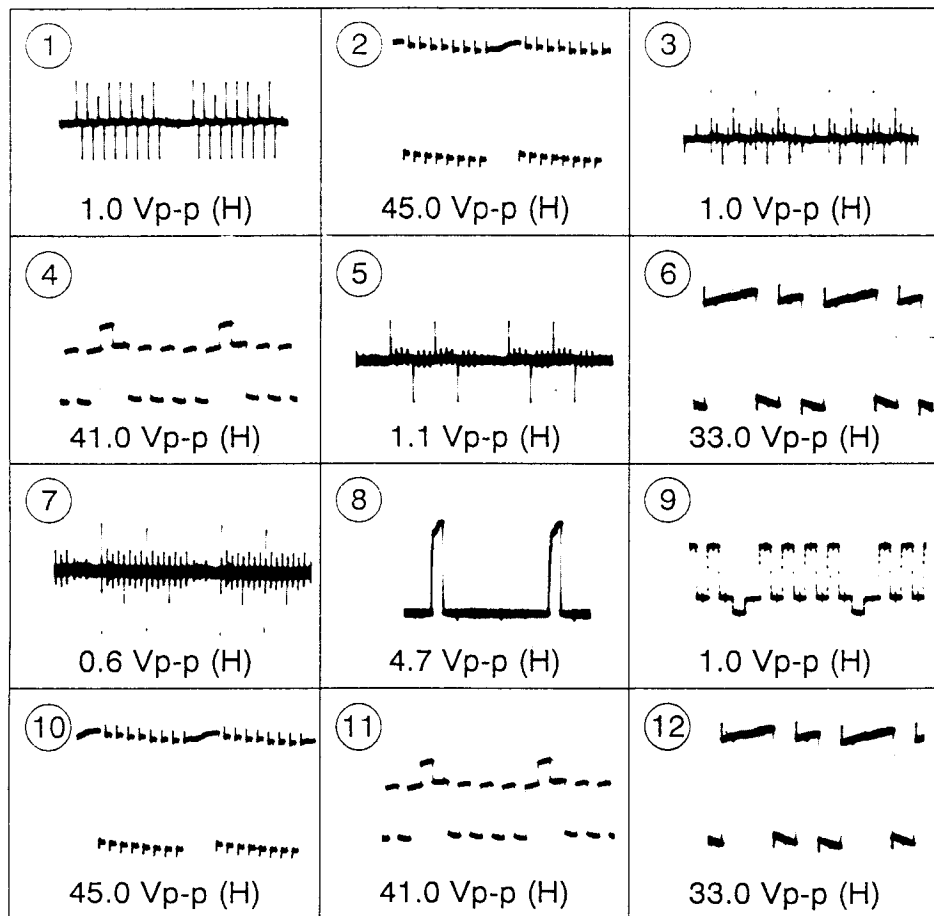 1
1.0 Vp-p (H)
2
45.0 Vp-p (H)
3
1.0 Vp-p (H)
4
41.0 Vp-p (H)
5
1.1 Vp-p (H)
6
33.0 Vp-p (H)
7
0.6 Vp-p (H)
8
4.7 Vp-p (H)
9
1.0 Vp-p (H)
10
45.0 Vp-p (H)
11
41.0 Vp-p (H)
12
33.0 Vp-p (H)